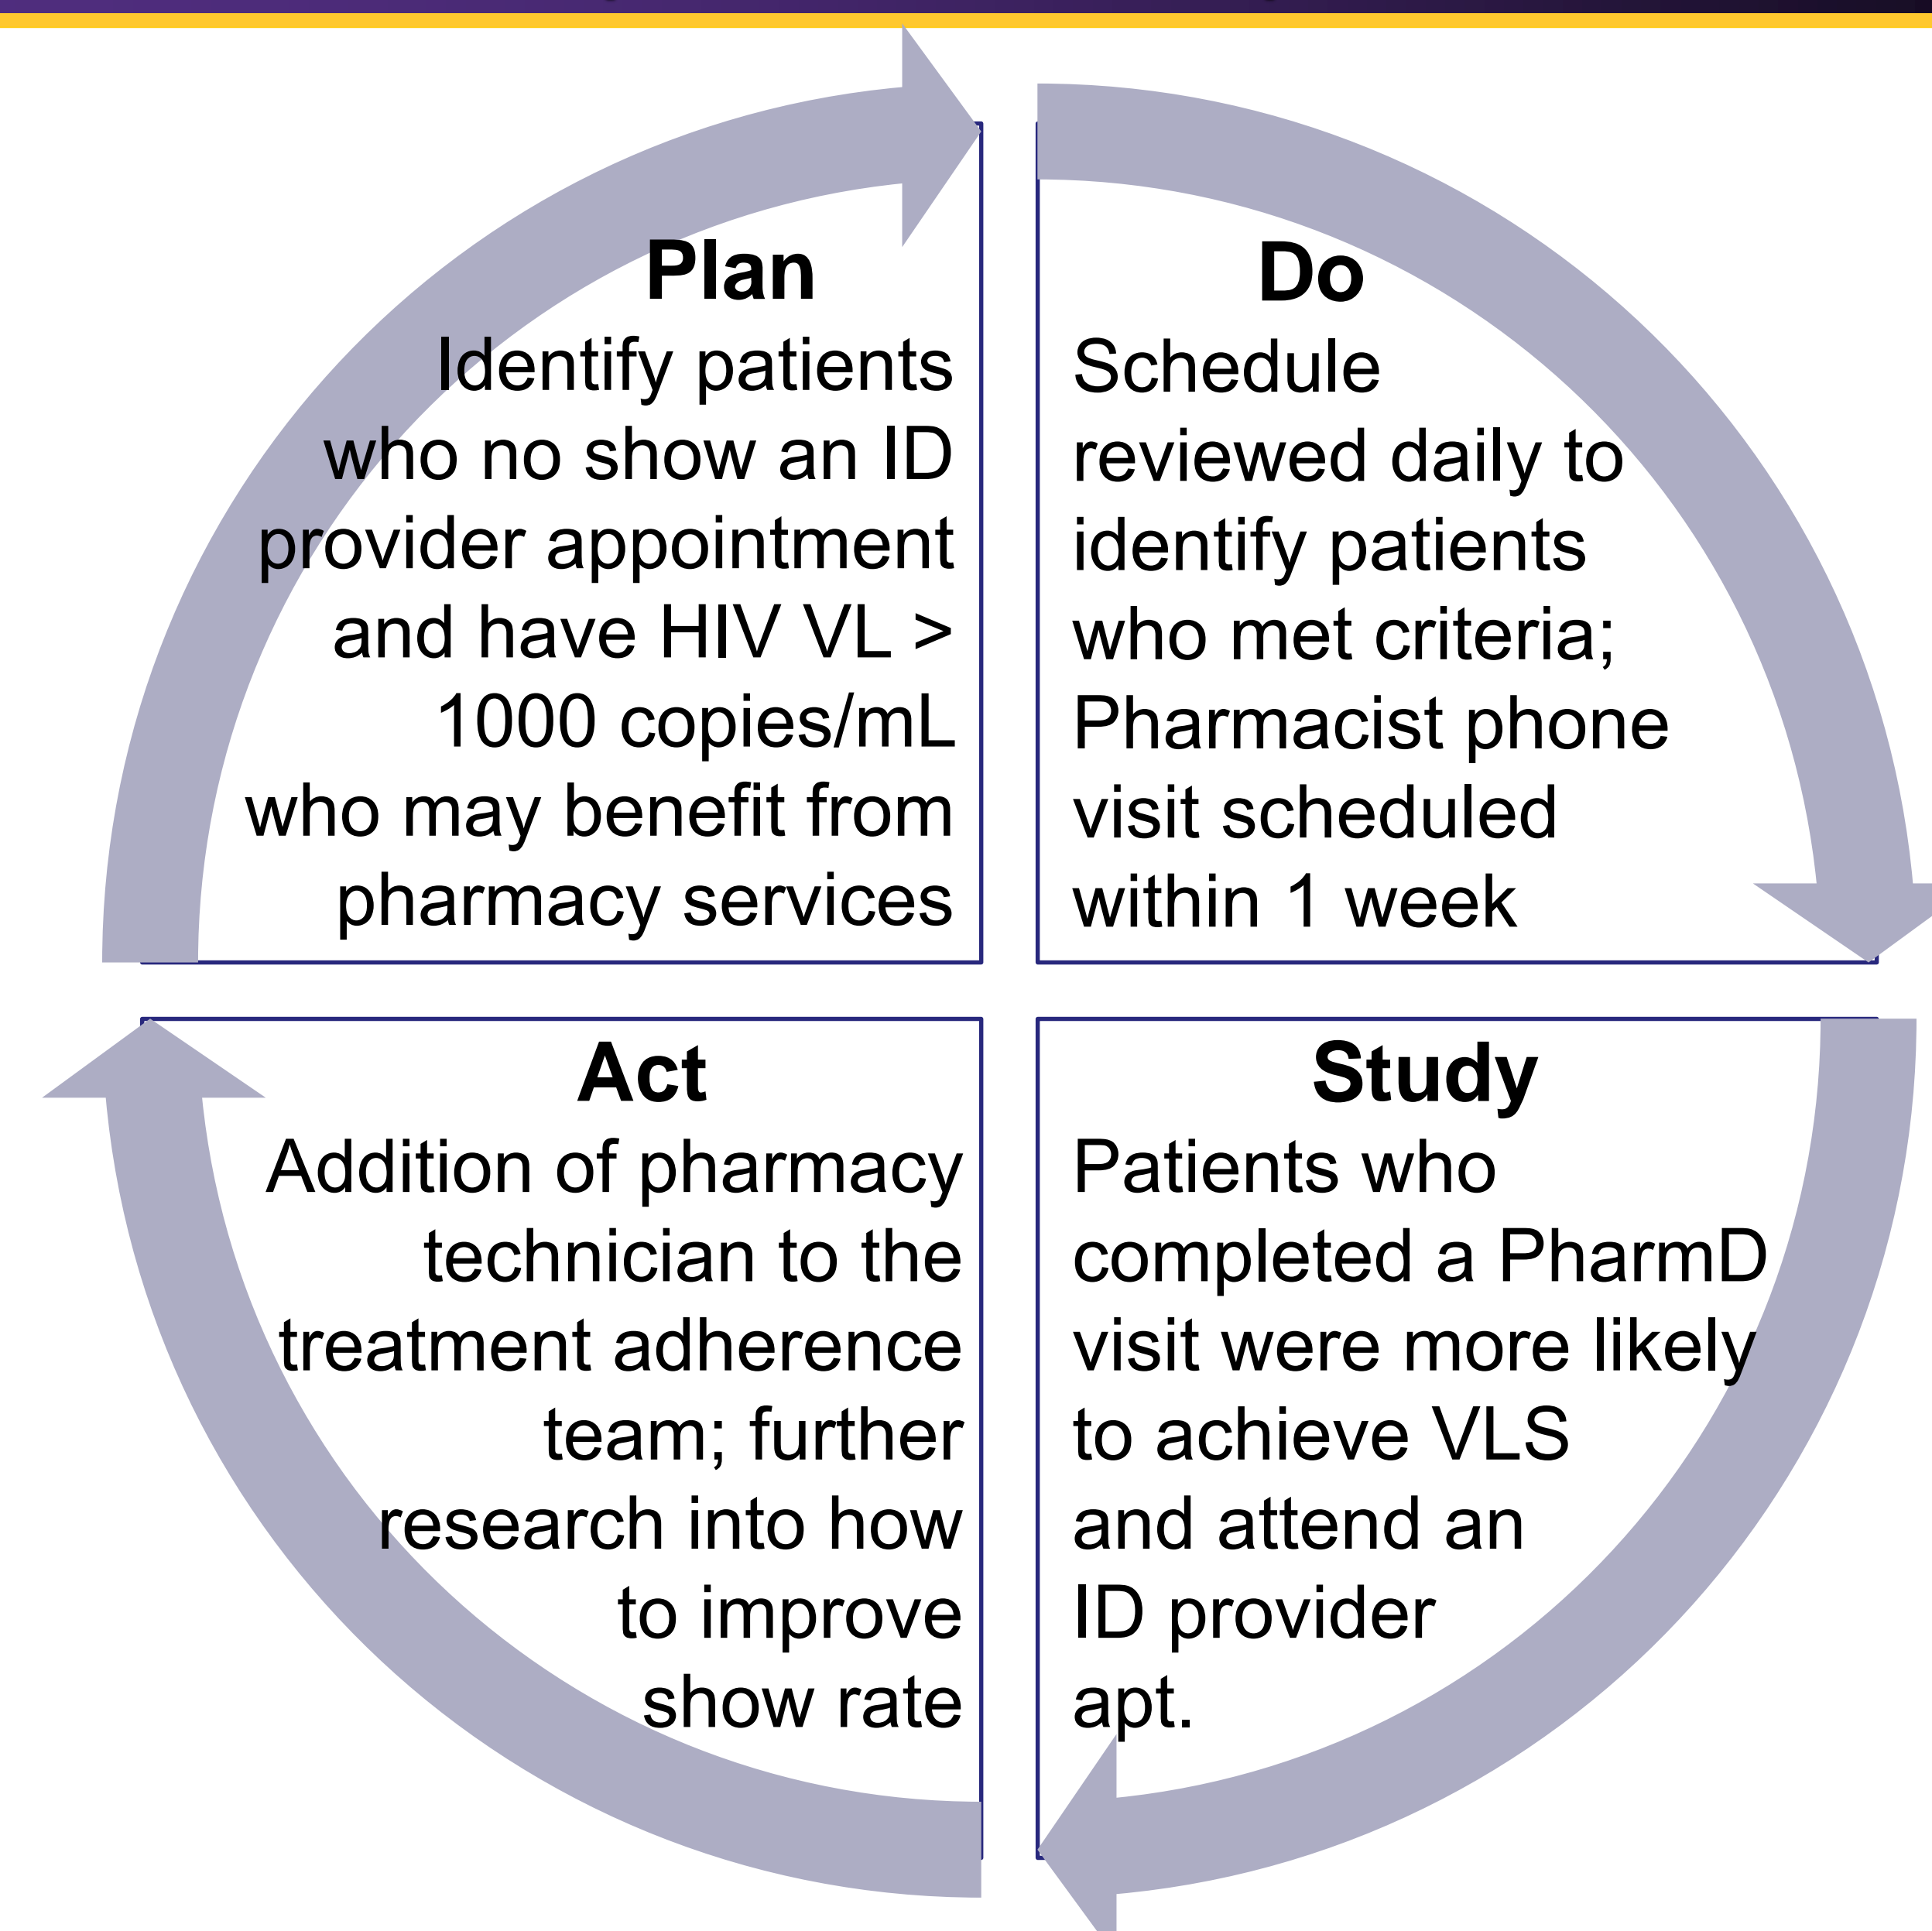 Plan
Identify patients
who no show an ID
provider appointment
and have HIV VL >
1000 copies/mL
who may benefit from
pharmacy services
Do
Schedule
reviewed daily to
identify patients
who met criteria;
Pharmacist phone
visit scheduled
within 1 week
Act
Addition of pharmacy
technician to the
treatment adherence
team; further
research into how
to improve
show rate
Study
Patients who
completed a PharmD
visit were more likely
to achieve VLS
and attend an
ID provider
apt.